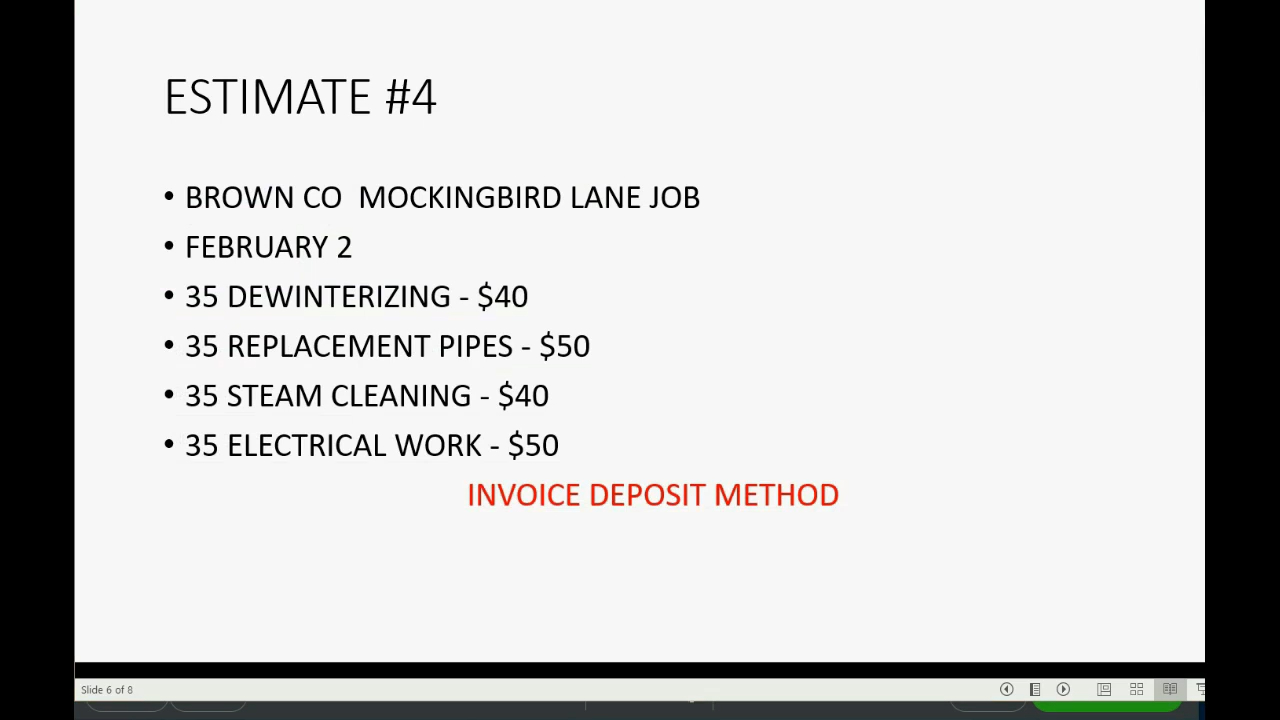 ESTIMATE #4
• BROWN CO  MOCKINGBIRD LANE JOB
• FEBRUARY 2
• 35 DEWINTERIZING - $40
• 35 REPLACEMENT PIPES - $50
• 35 STEAM CLEANING - $40
• 35 ELECTRICAL WORK - $50
INVOICE DEPOSIT METHOD
Slide 6 of 8